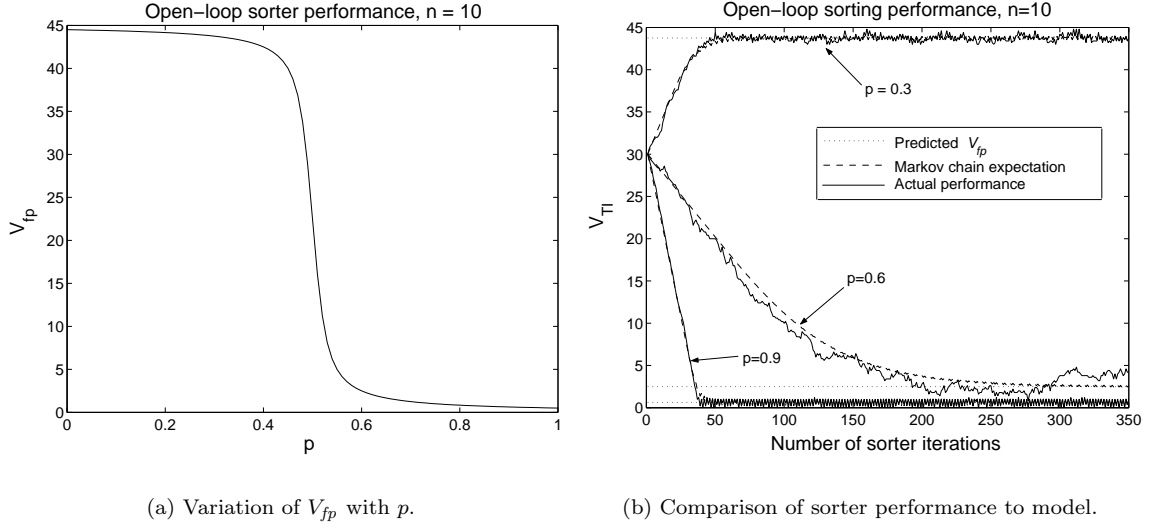 Open-loop sorter performance, n = 10
45
40
35
30
25
20
15
10
5
0
V_fp
0
0.2
0.4
0.6
0.8
1
p
(a) Variation of V_fp with p.
Open-loop sorting performance, n=10
45
40
35
30
25
20
15
10
5
0
V_TI
p = 0.3
Predicted V_fp
Markov chain expectation
Actual performance
p=0.6
p=0.9
0
50
100
150
200
250
300
350
Number of sorter iterations
(b) Comparison of sorter performance to model.